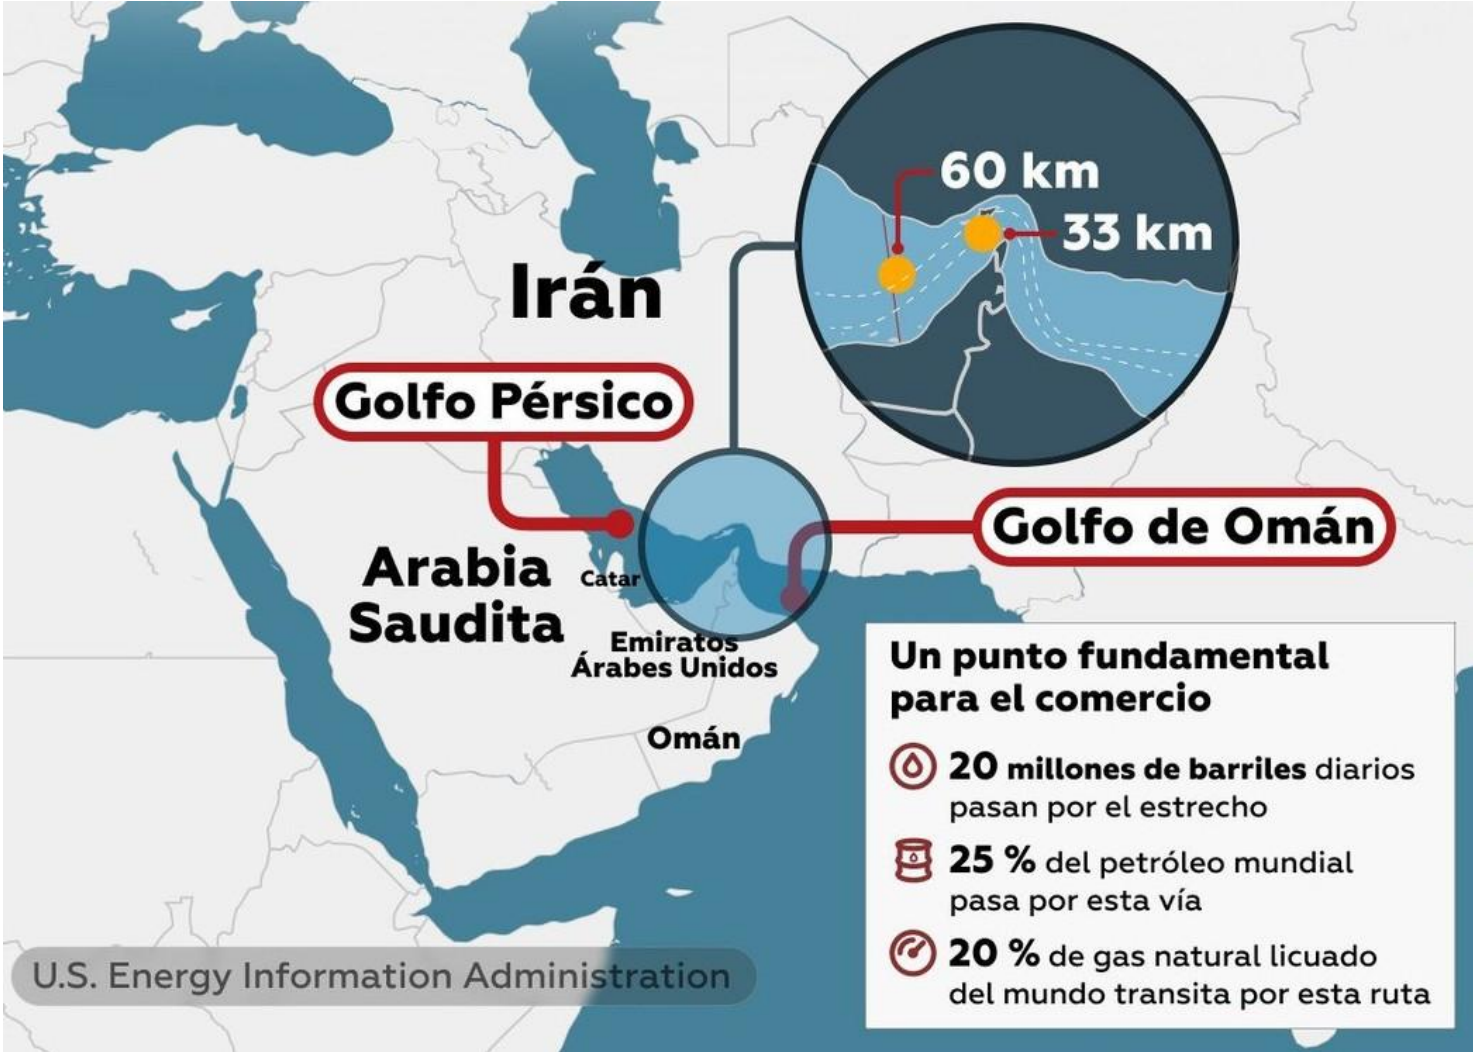 60 km
33 km
Irán
Golfo Pérsico
Golfo de Omán
Arabia
Saudita
Catar
Emiratos
Árabes Unidos
Omán
Un punto fundamental
para el comercio
20 millones de barriles diarios
pasan por el estrecho
25 % del petróleo mundial
pasa por esta vía
20 % de gas natural licuado
del mundo transita por esta ruta
U.S. Energy Information Administration